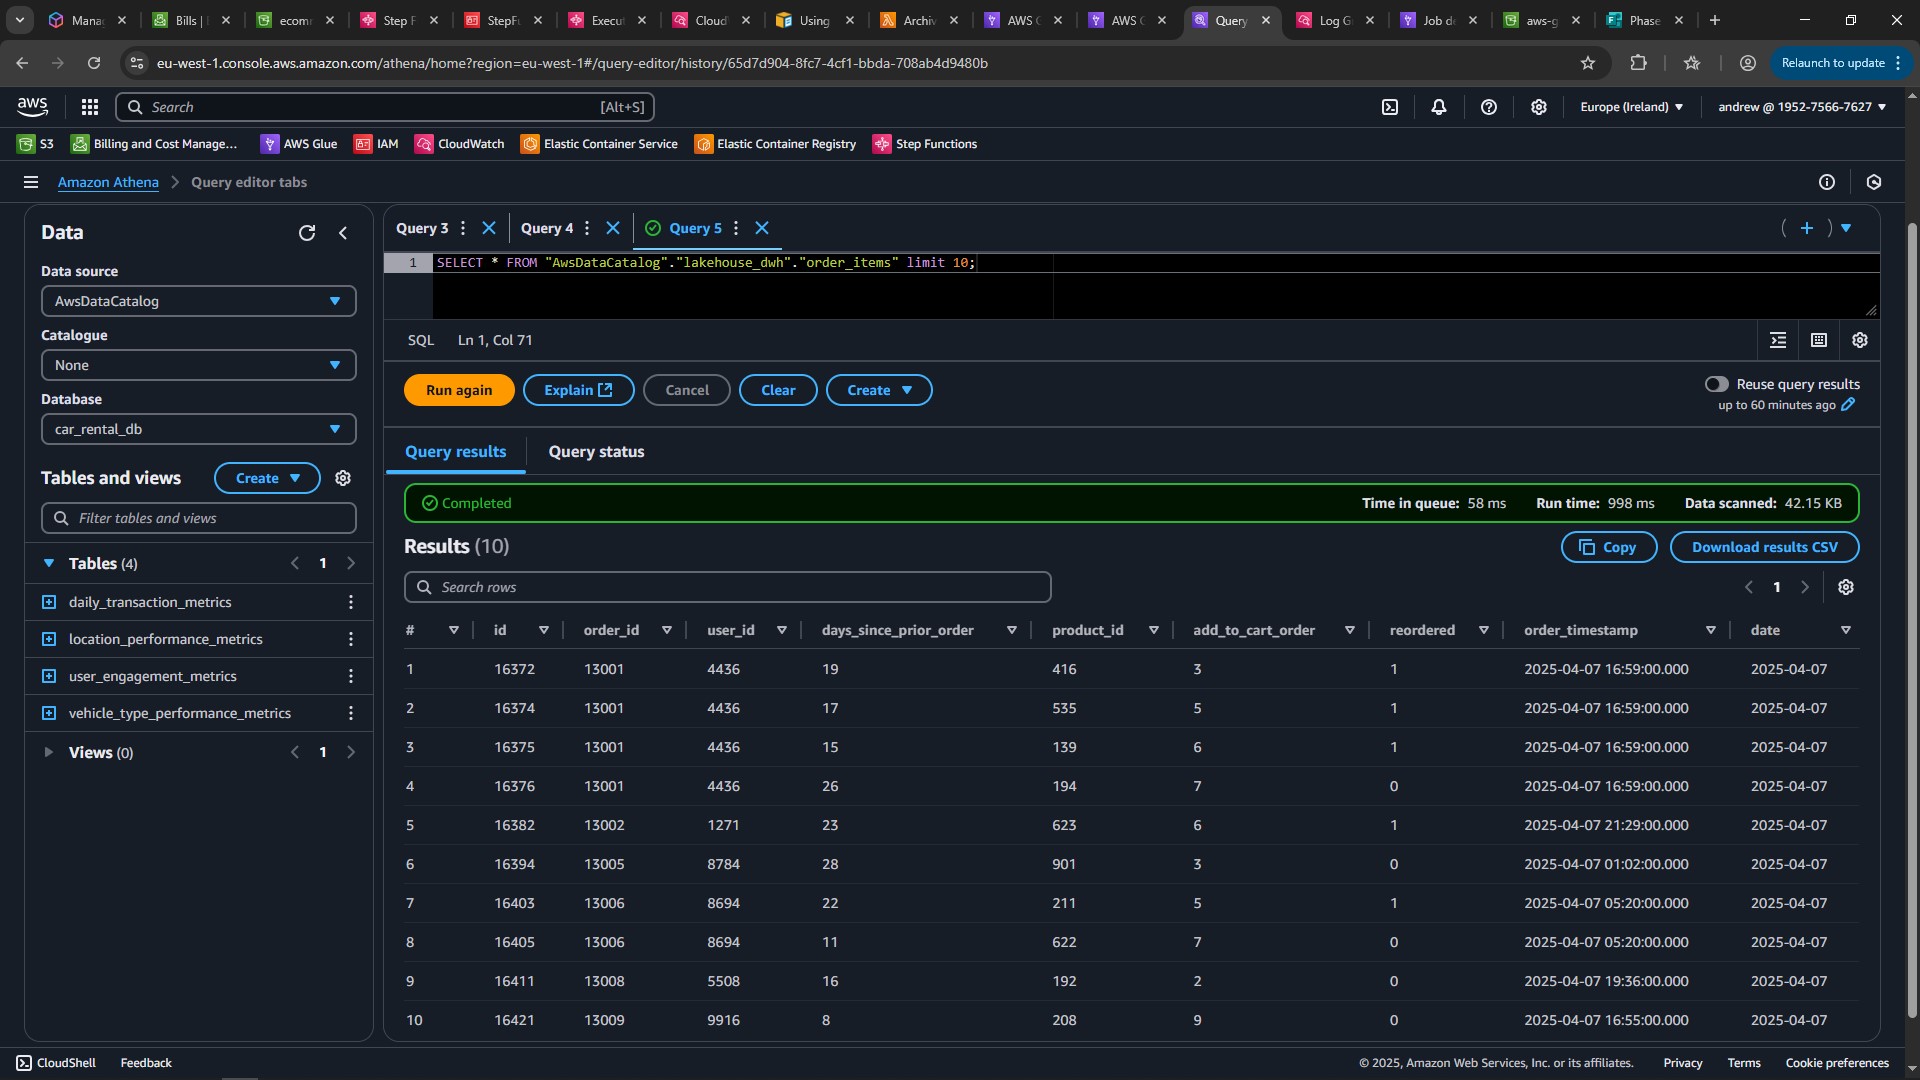 Mana
Bills |
ecom
Step F
StepFu
Execut
Cloud
Using
Archiv
AWS G
AWS G
Query
Log G
Job de
aws-g
Phase
eu-west-1.console.aws.amazon.com/athena/home?region=eu-west-1#/query-editor/history/65d7d904-8fc7-4cf1-bbda-708ab4d9480b
Relaunch to update
aws
Search
[Alt+S]
Europe (Ireland)
andrew @ 1952-7566-7627
S3
Billing and Cost Manage...
AWS Glue
IAM
CloudWatch
Elastic Container Service
Elastic Container Registry
Step Functions
Amazon Athena > Query editor tabs
Data
Data source
AwsDataCatalog
Catalogue
None
Database
car_rental_db
Tables and views
Create
Filter tables and views
Tables (4)
1
daily_transaction_metrics
location_performance_metrics
user_engagement_metrics
vehicle_type_performance_metrics
Views (0)
1
Query 3
Query 4
Query 5
1 SELECT * FROM "AwsDataCatalog"."lakehouse_dwh"."order_items" limit 10;
SQL Ln 1, Col 71
Run again
Explain
Cancel
Clear
Create
Reuse query results
up to 60 minutes ago
Query results
Query status
Completed
Time in queue: 58 ms Run time: 998 ms Data scanned: 42.15 KB
Results (10)
Copy
Download results CSV
Search rows
1
# id order_id user_id days_since_prior_order product_id add_to_cart_order reordered order_timestamp date
1 16372 13001 4436 19 416 3 1 2025-04-07 16:59:00.000 2025-04-07
2 16374 13001 4436 17 535 5 1 2025-04-07 16:59:00.000 2025-04-07
3 16375 13001 4436 15 139 6 1 2025-04-07 16:59:00.000 2025-04-07
4 16376 13001 4436 26 194 7 0 2025-04-07 16:59:00.000 2025-04-07
5 16382 13002 1271 23 623 6 1 2025-04-07 21:29:00.000 2025-04-07
6 16394 13005 8784 28 901 3 0 2025-04-07 01:02:00.000 2025-04-07
7 16403 13006 8694 22 211 5 1 2025-04-07 05:20:00.000 2025-04-07
8 16405 13006 8694 11 622 7 0 2025-04-07 05:20:00.000 2025-04-07
9 16411 13008 5508 16 192 2 0 2025-04-07 19:36:00.000 2025-04-07
10 16421 13009 9916 8 208 9 0 2025-04-07 16:55:00.000 2025-04-07
CloudShell
Feedback
© 2025, Amazon Web Services, Inc. or its affiliates.
Privacy
Terms
Cookie preferences